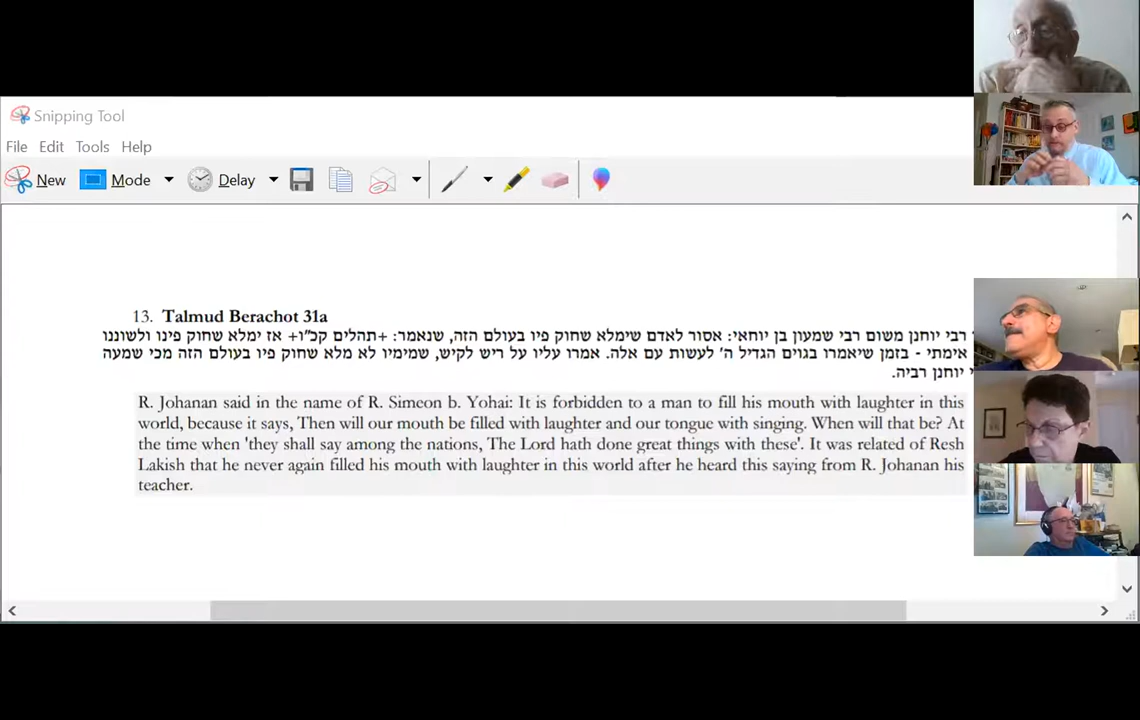 Snipping Tool
File Edit Tools Help
New Mode Delay
13. Talmud Berachot 31a
רבי יוחנן משום רבי שמעון בן יוחאי: אסור לאדם שימלא שחוק פיו בעולם הזה, שנאמר: +תהלים קכ"ו+ אז ימלא שחוק פינו ולשוננו
אימתי - בזמן שיאמרו בגוים הגדיל ה' לעשות עם אלה. אמרו עליו על ריש לקיש, שמימיו לא מלא שחוק פיו בעולם הזה מכי שמעה
יוחנן רביה.
R. Johanan said in the name of R. Simeon b. Yohai: It is forbidden to a man to fill his mouth with laughter in this
world, because it says, Then will our mouth be filled with laughter and our tongue with singing. When will that be? At
the time when 'they shall say among the nations, The Lord hath done great things with these'. It was related of Resh
Lakish that he never again filled his mouth with laughter in this world after he heard this saying from R. Johanan his
teacher.